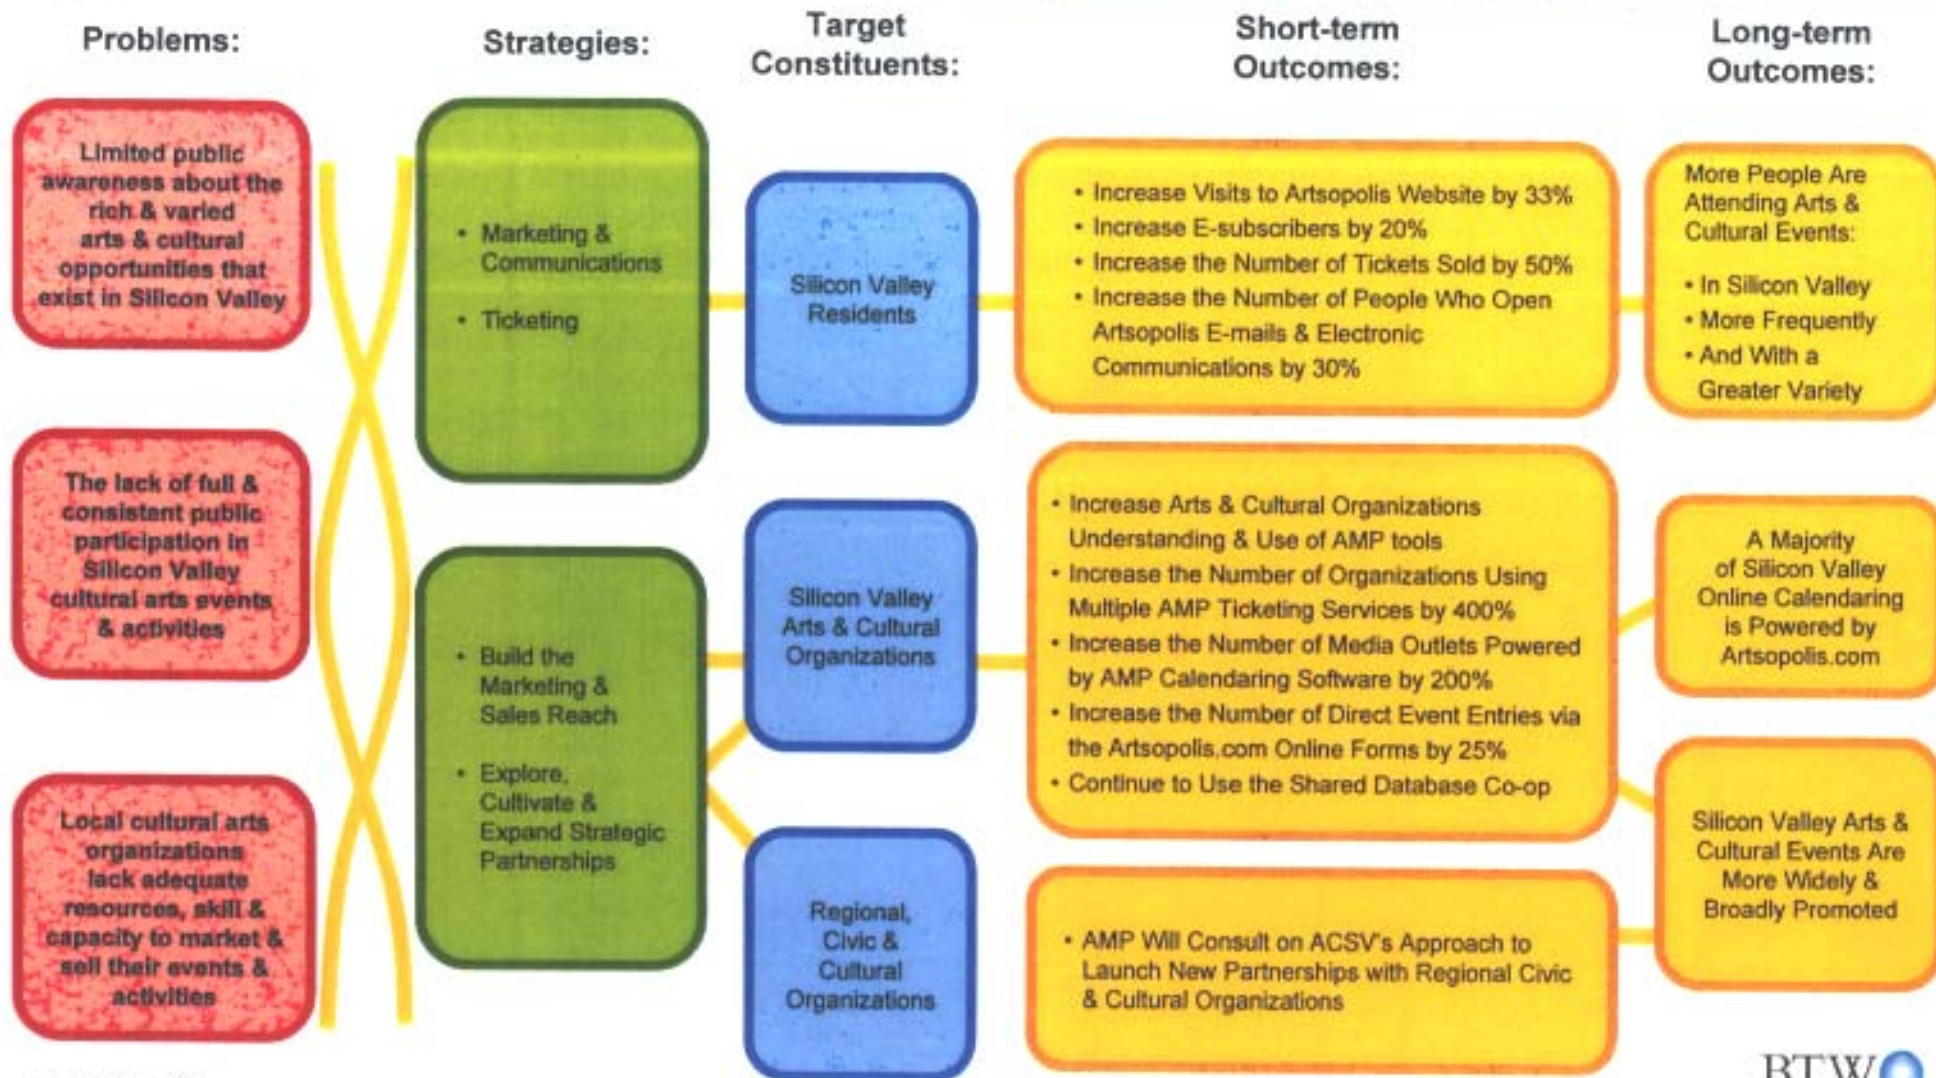 Problems:
Strategies:
Target
Constituents:
Short-term
Outcomes:
Long-term
Outcomes:
Limited public
awareness about the
rich & varied
arts & cultural
opportunities that
exist in Silicon Valley
The lack of full &
consistent public
participation in
Silicon Valley
cultural arts events
& activities
Local cultural arts
organizations
lack adequate
resources, skill &
capacity to market &
sell their events &
activities
• Marketing &
Communications
• Ticketing
• Build the
Marketing &
Sales Reach
• Explore,
Cultivate &
Expand Strategic
Partnerships
Silicon Valley
Residents
Silicon Valley
Arts & Cultural
Organizations
Regional,
Civic &
Cultural
Organizations
• Increase Visits to Artsopolis Website by 33%
• Increase E-subscribers by 20%
• Increase the Number of Tickets Sold by 50%
• Increase the Number of People Who Open
Artsopolis E-mails & Electronic
Communications by 30%
• Increase Arts & Cultural Organizations
Understanding & Use of AMP tools
• Increase the Number of Organizations Using
Multiple AMP Ticketing Services by 400%
• Increase the Number of Media Outlets Powered
by AMP Calendaring Software by 200%
• Increase the Number of Direct Event Entries via
the Artsopolis.com Online Forms by 25%
• Continue to Use the Shared Database Co-op
• AMP Will Consult on ACSV's Approach to
Launch New Partnerships with Regional Civic
& Cultural Organizations
More People Are
Attending Arts &
Cultural Events:
• In Silicon Valley
• More Frequently
• And With a
Greater Variety
A Majority
of Silicon Valley
Online Calendaring
is Powered by
Artsopolis.com
Silicon Valley Arts &
Cultural Events Are
More Widely &
Broadly Promoted
BTW